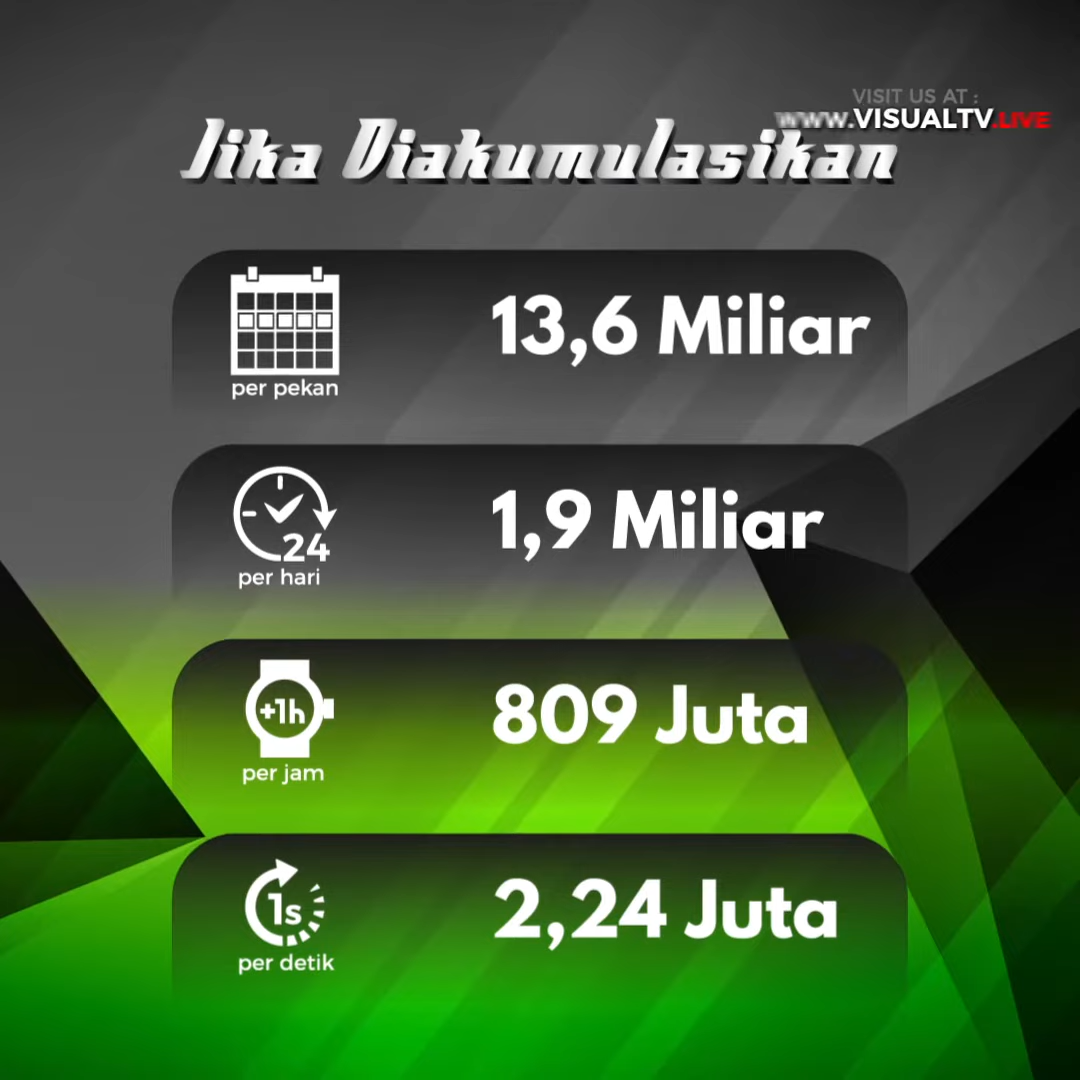 VISIT US AT :
WWW.VISUALTV.LIVE
Jika Diakumulasikan
13,6 Miliar
per pekan
1,9 Miliar
24
per hari
+1h
809 Juta
per jam
1s
2,24 Juta
per detik